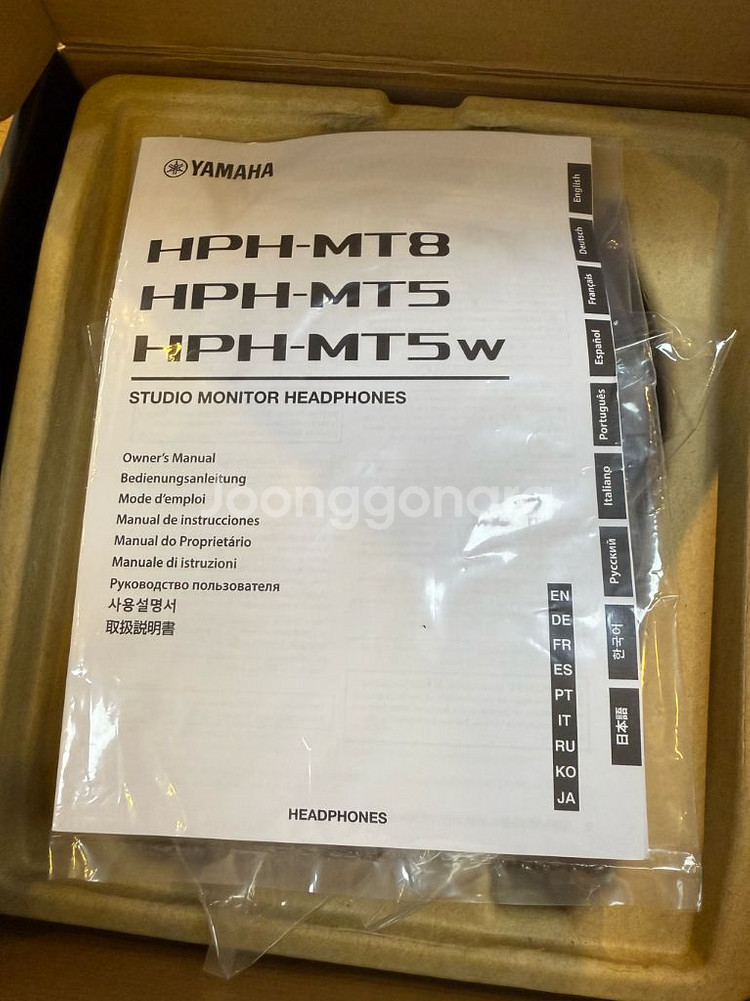 YAMAHA
HPH-MT8
HPH-MT5
HPH-MT5W
STUDIO MONITOR HEADPHONES
Owner's Manual
Bedienungsanleitung
Mode d'emploi
Manual de instrucciones
Manual do Proprietário
Manuale di istruzioni
Руководство пользователя
사용설명서
取扱説明書
Joonggonara
English
Deutsch
Français
Español
Português
Italiano
Русский
한국어
日本語
EN
DE
FR
ES
PT
IT
RU
KO
JA
HEADPHONES